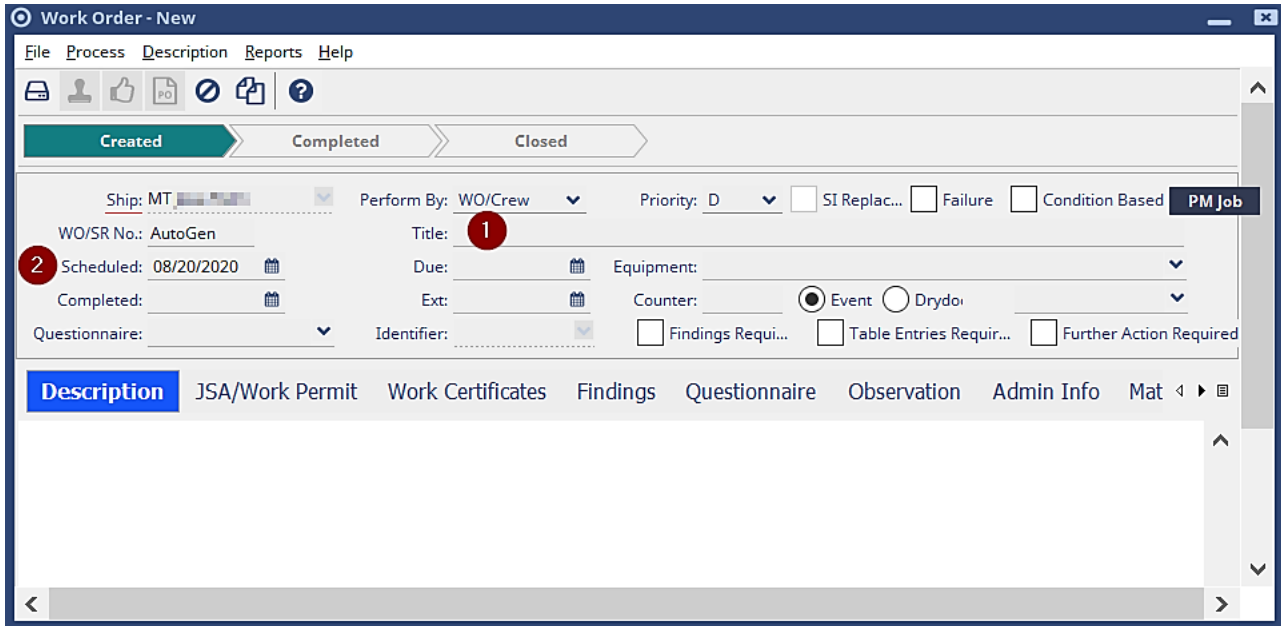 Work Order - New
File Process Description Reports Help
PO
Created Completed Closed
Ship: MT Perform By: WO/Crew Priority: D SI Replac... Failure Condition Based PM Job
WO/SR No.: AutoGen Title: 1
2 Scheduled: 08/20/2020 Due: Equipment:
Completed: Ext: Counter: Event Drydo
Questionnaire: Identifier: Findings Requi... Table Entries Requir... Further Action Required
Description JSA/Work Permit Work Certificates Findings Questionnaire Observation Admin Info Mat